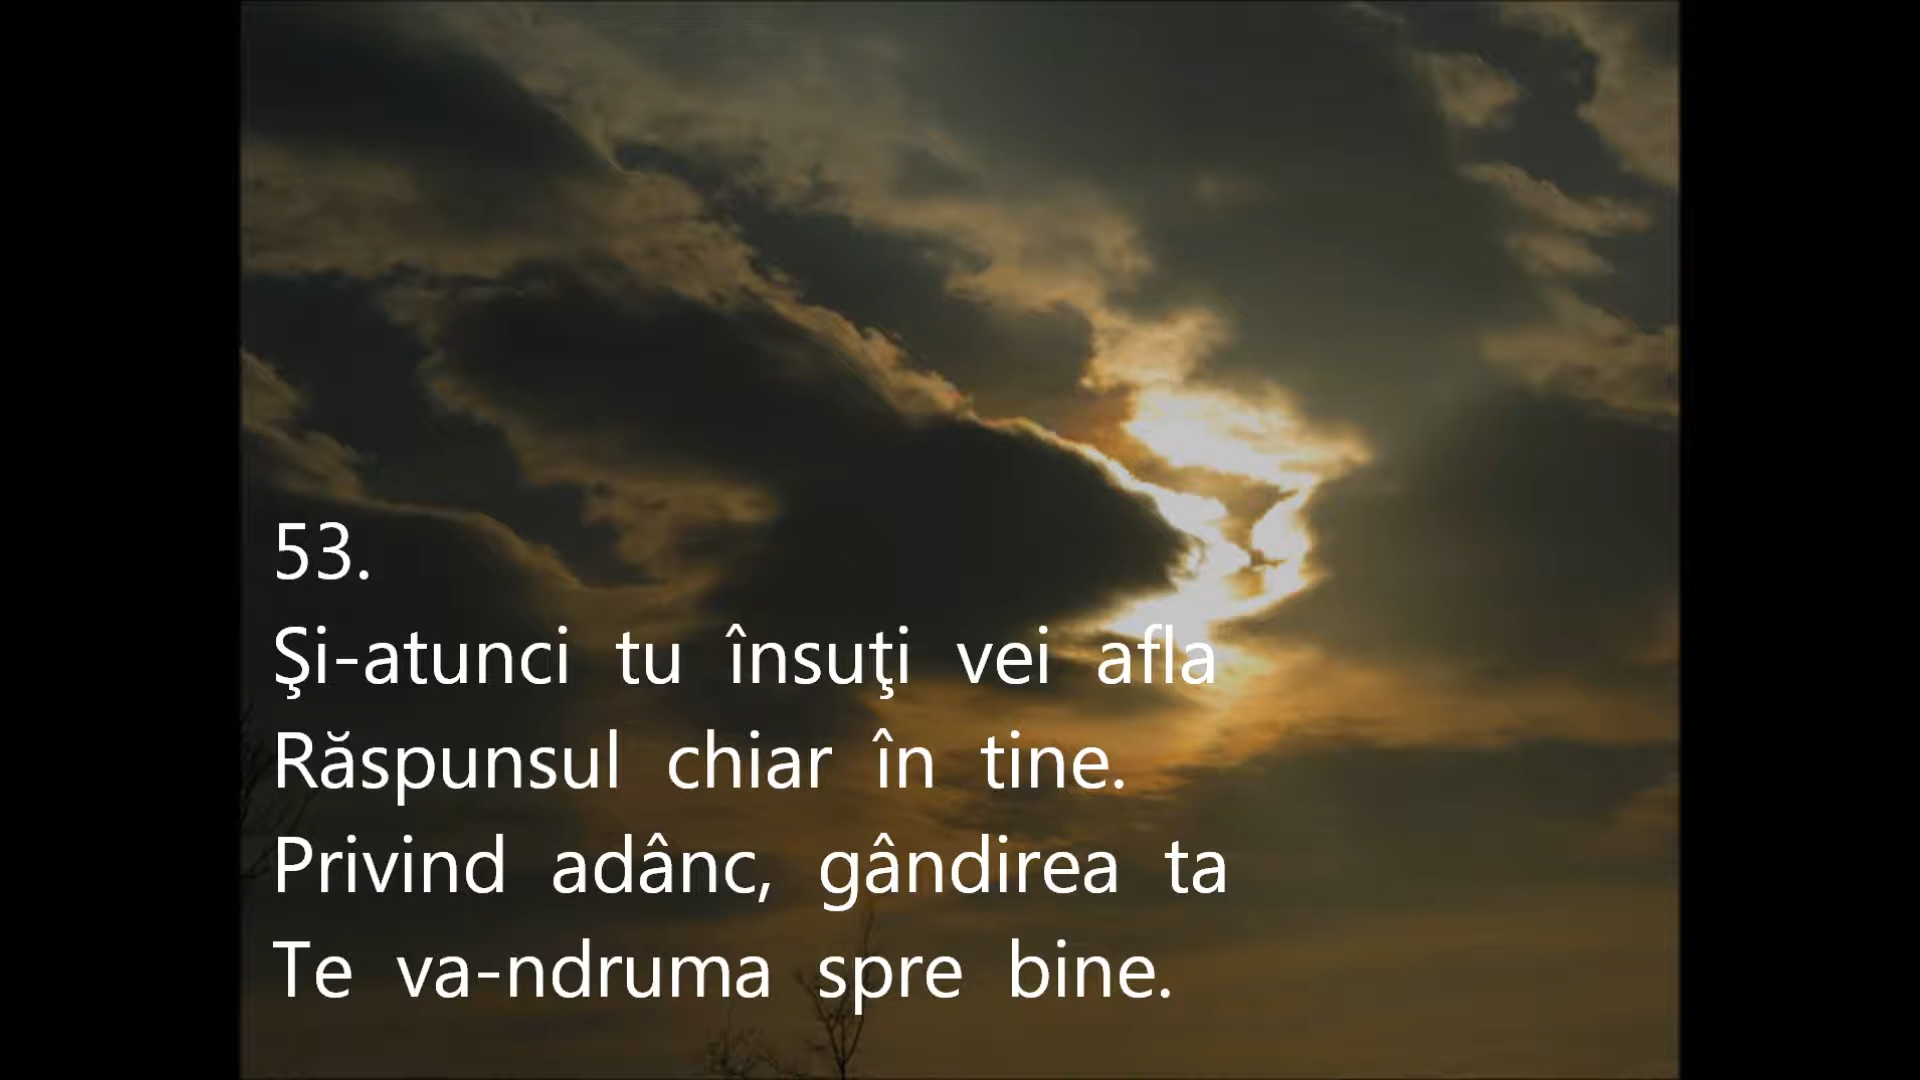 53.
Şi-atunci tu însuţi vei afla
Răspunsul chiar în tine.
Privind adânc, gândirea ta
Te va-ndruma spre bine.